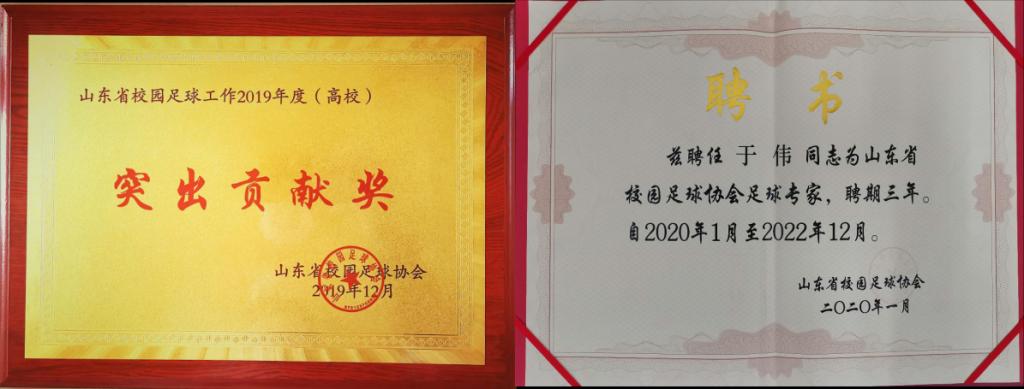 山东省校园足球工作2019年度（高校）
突出贡献奖
山东省校园足球协会
2019年12月
聘书
兹聘任 于 伟 同志为山东省
校园足球协会足球专家，聘期三年。
自2020年1月至2022年12月。
山东省校园足球协会
二〇二〇年一月